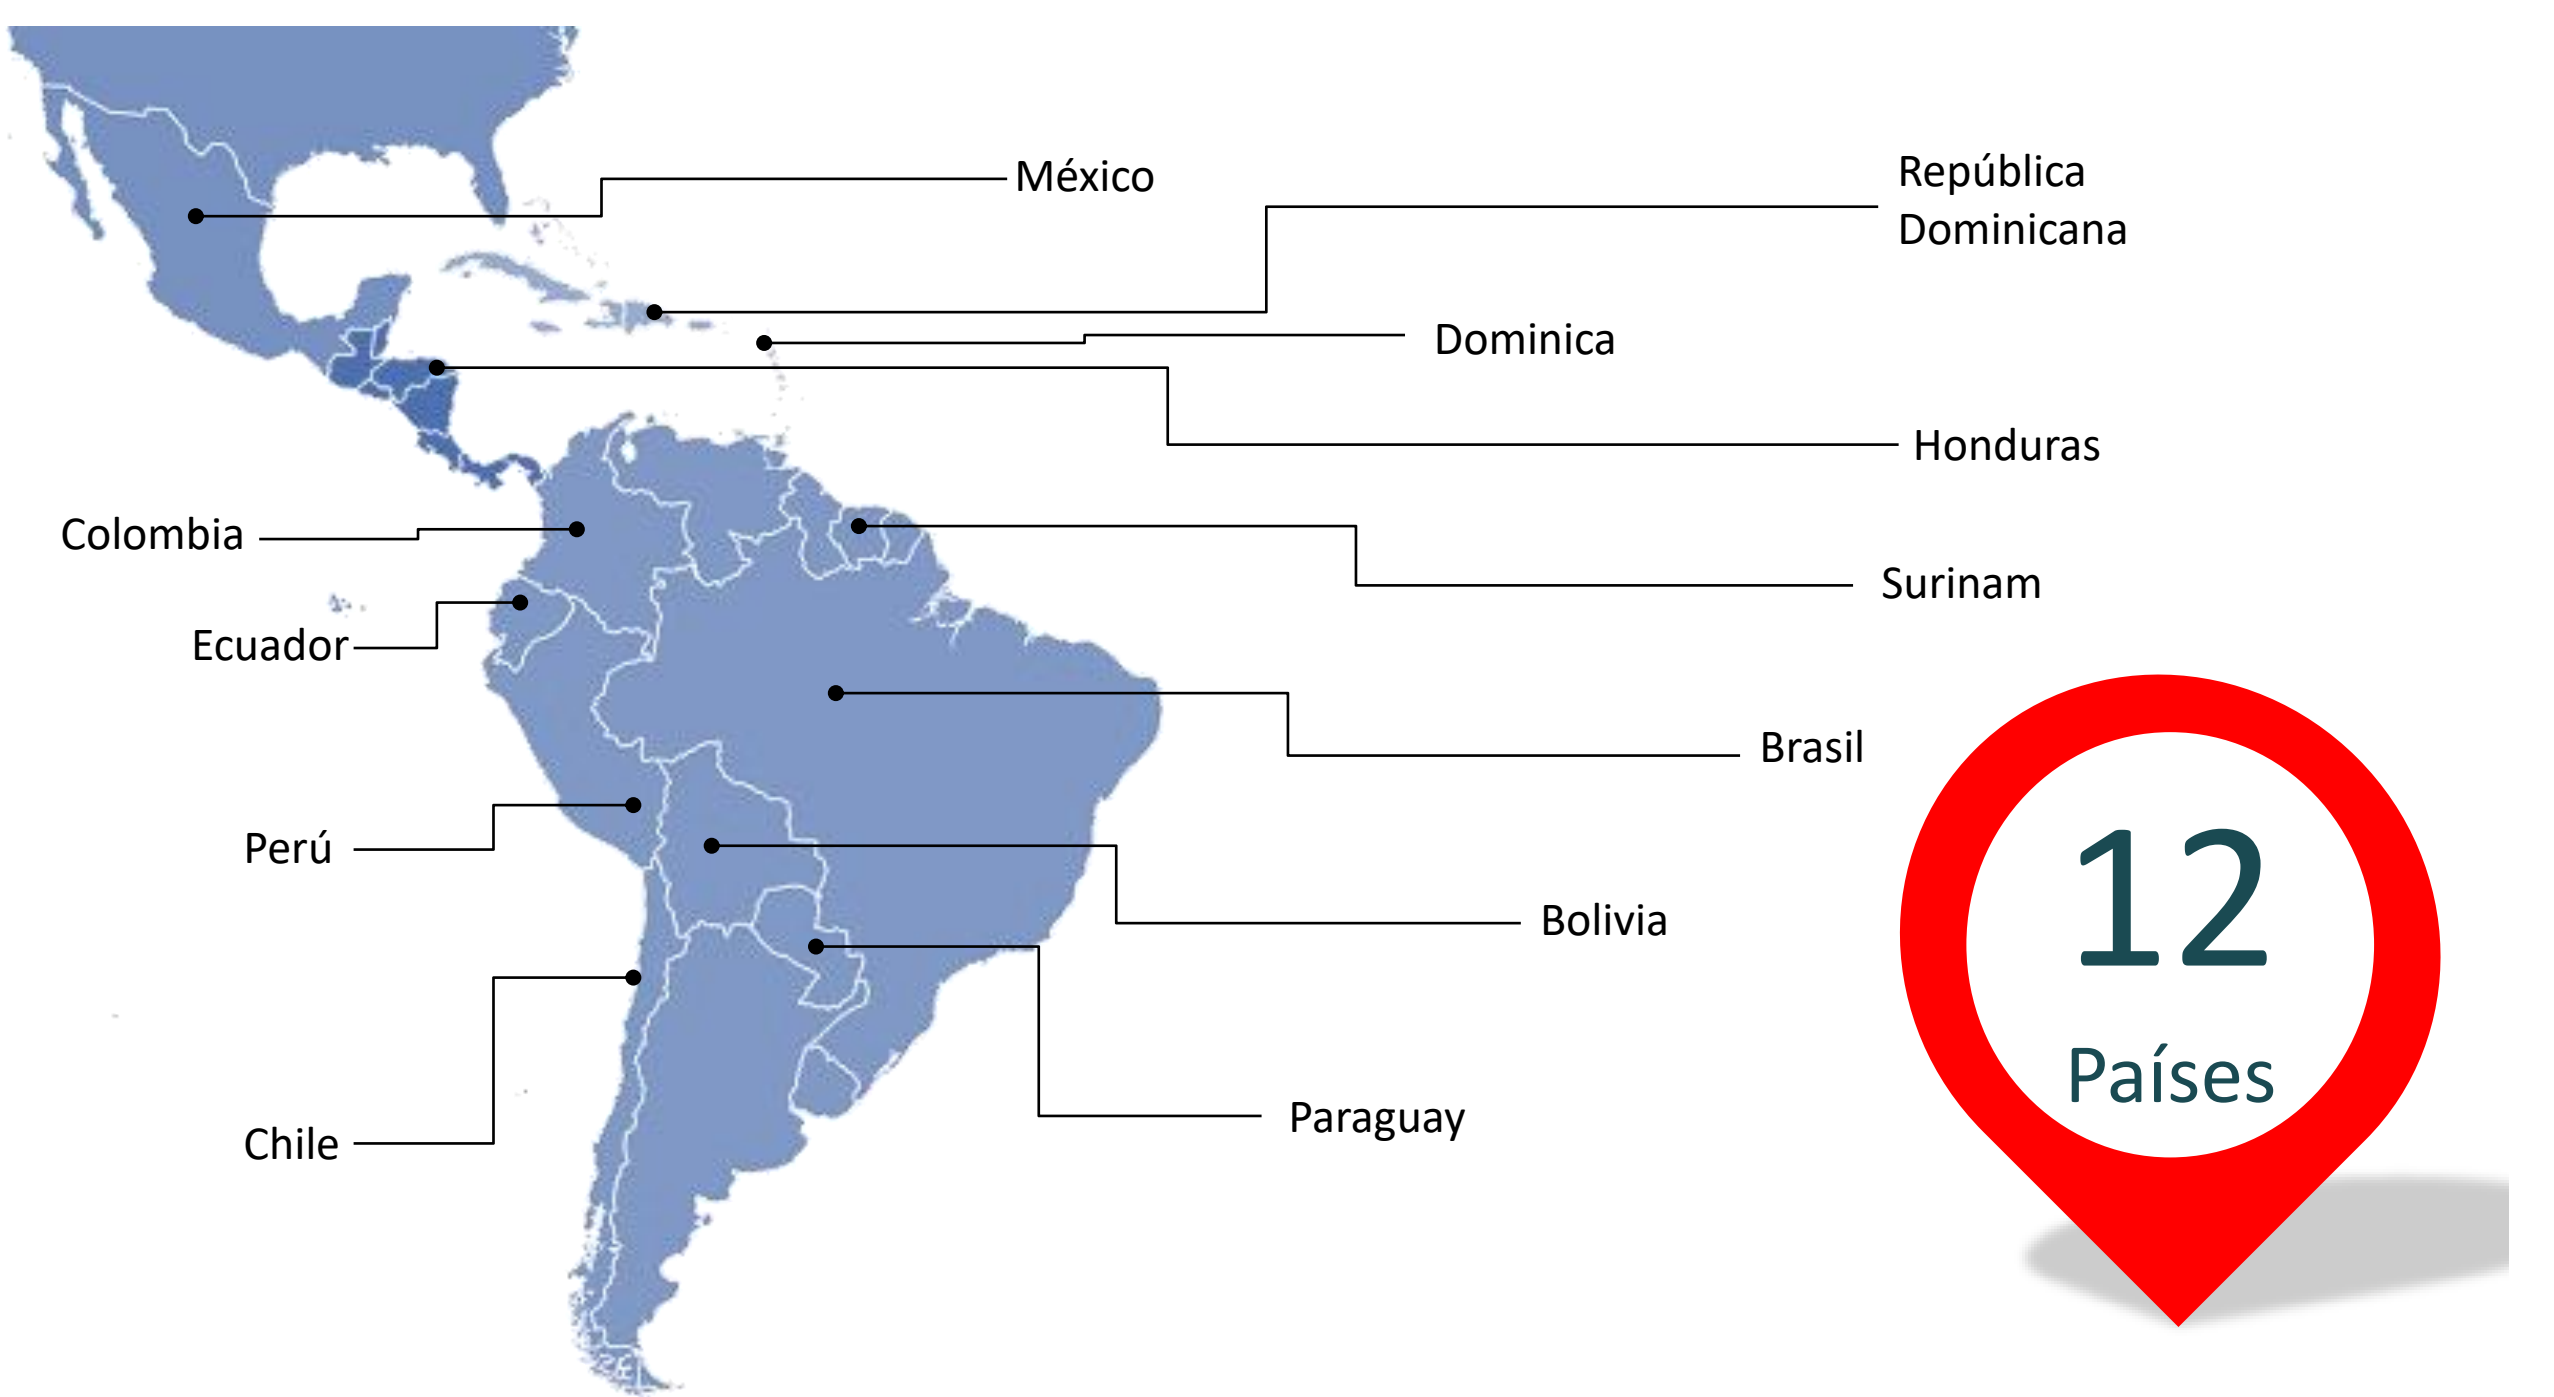 México
República
Dominicana
Dominica
Honduras
Colombia
Surinam
Ecuador
Brasil
Perú
Bolivia
Paraguay
Chile
12
Países